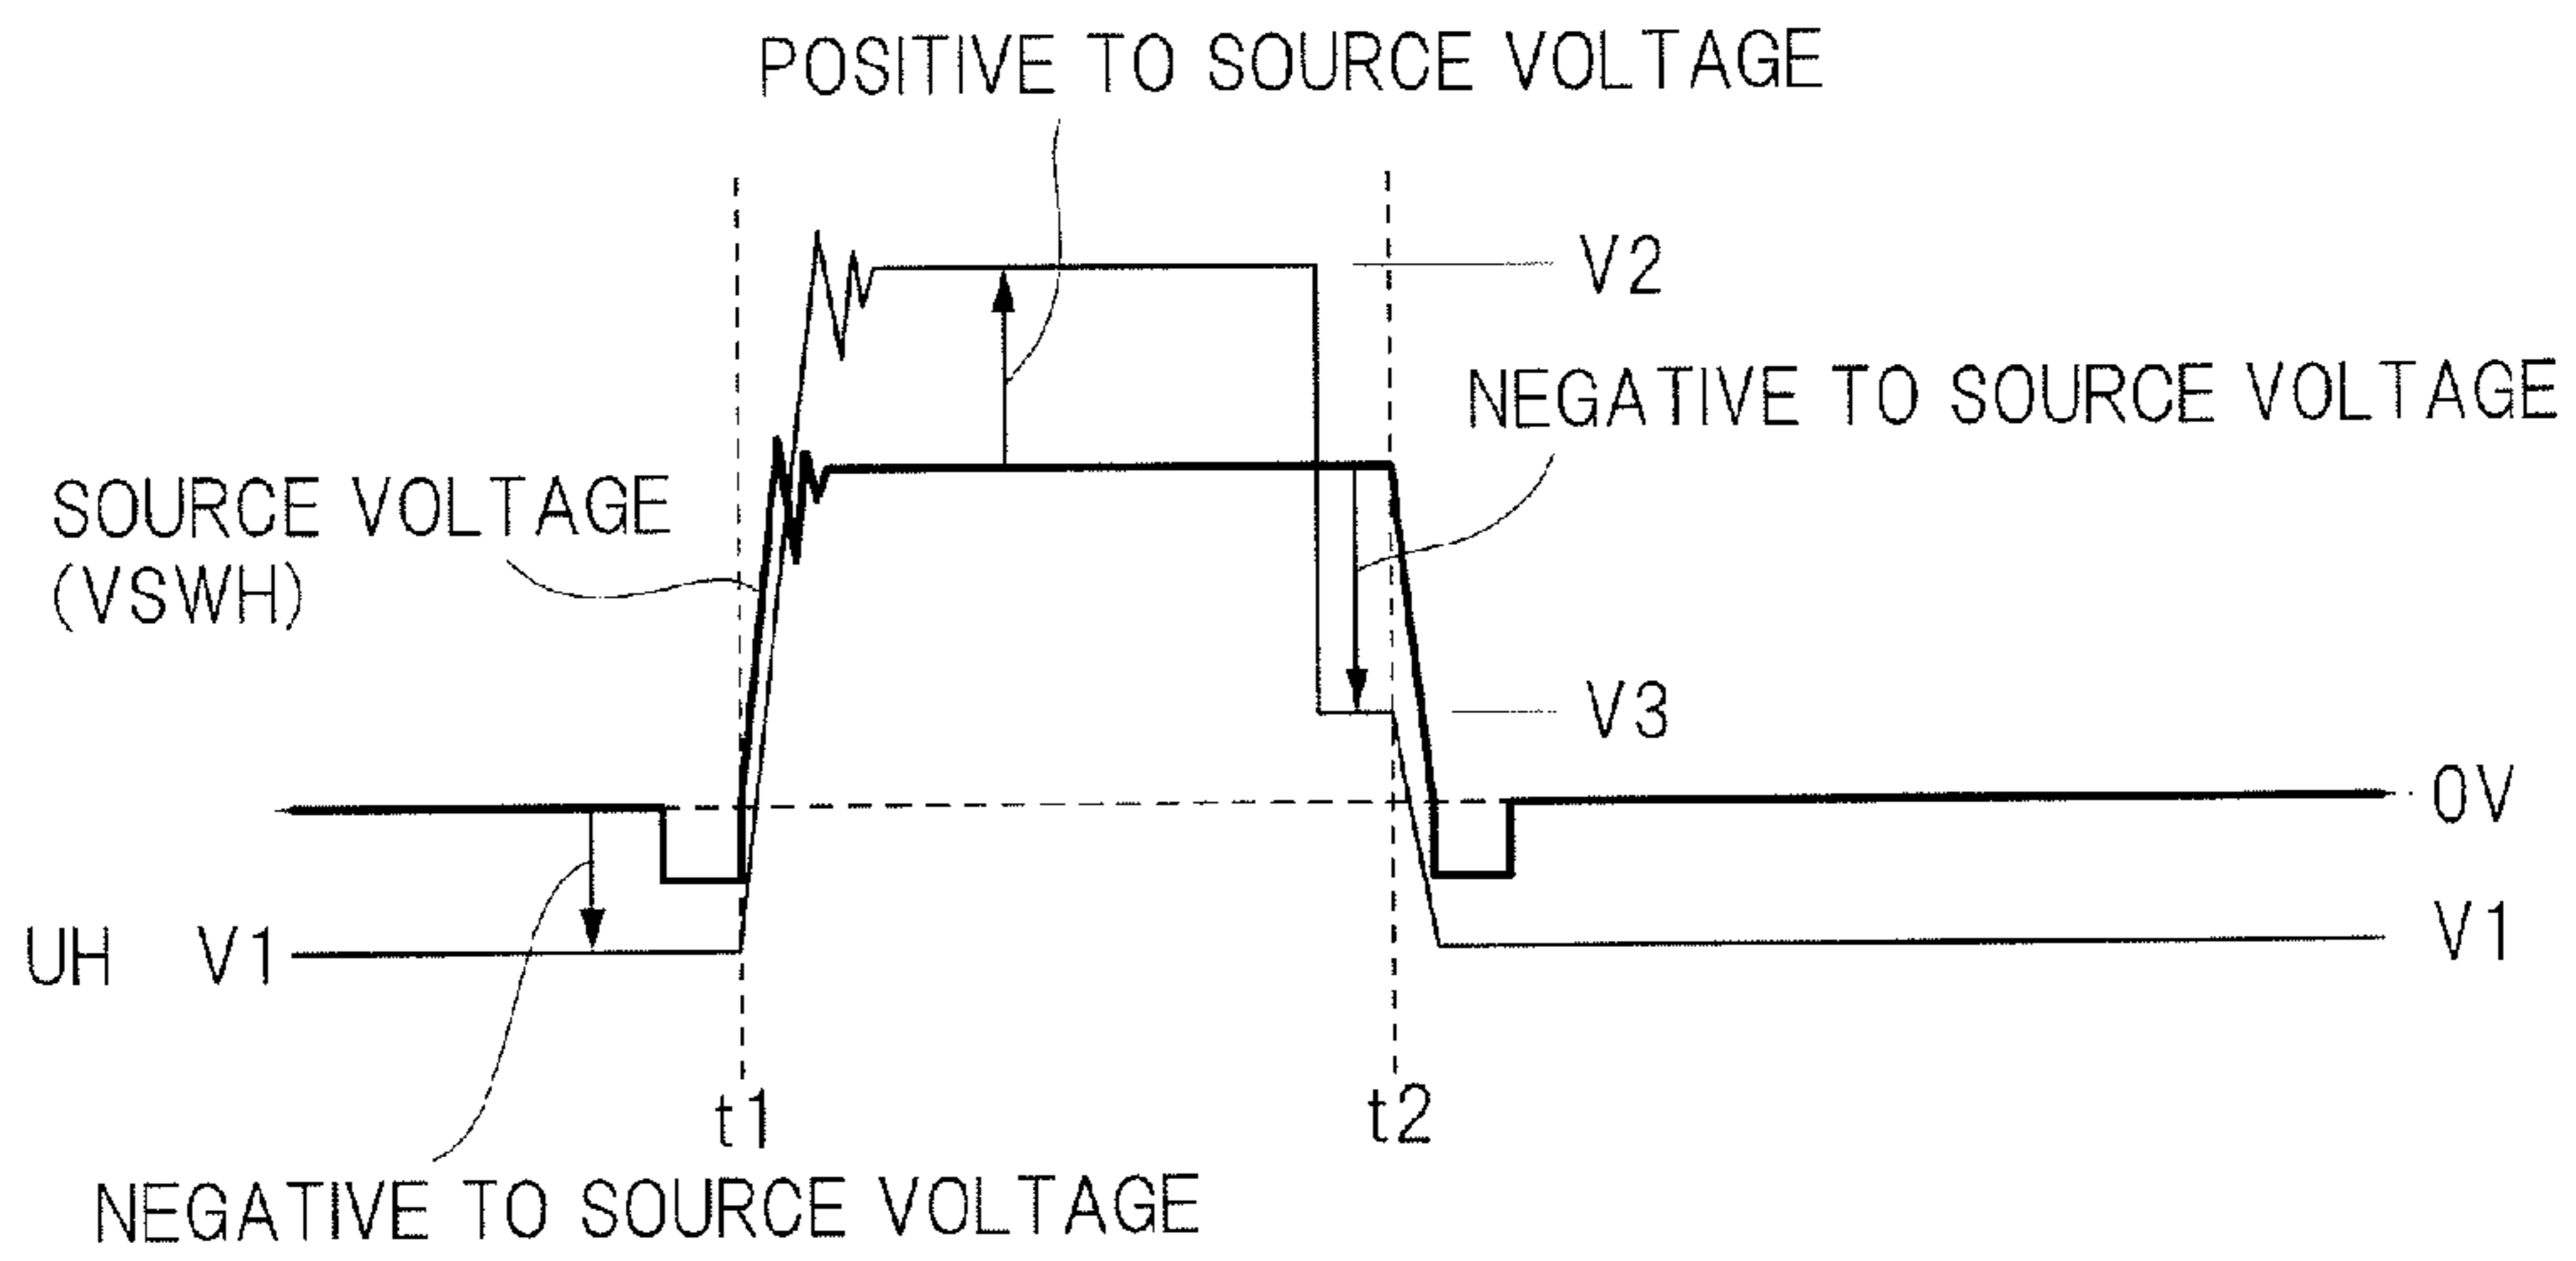 POSITIVE TO SOURCE VOLTAGE
V2
NEGATIVE TO SOURCE VOLTAGE
SOURCE VOLTAGE
(VSWH)
V3
0V
UH V1
V1
t1
t2
NEGATIVE TO SOURCE VOLTAGE